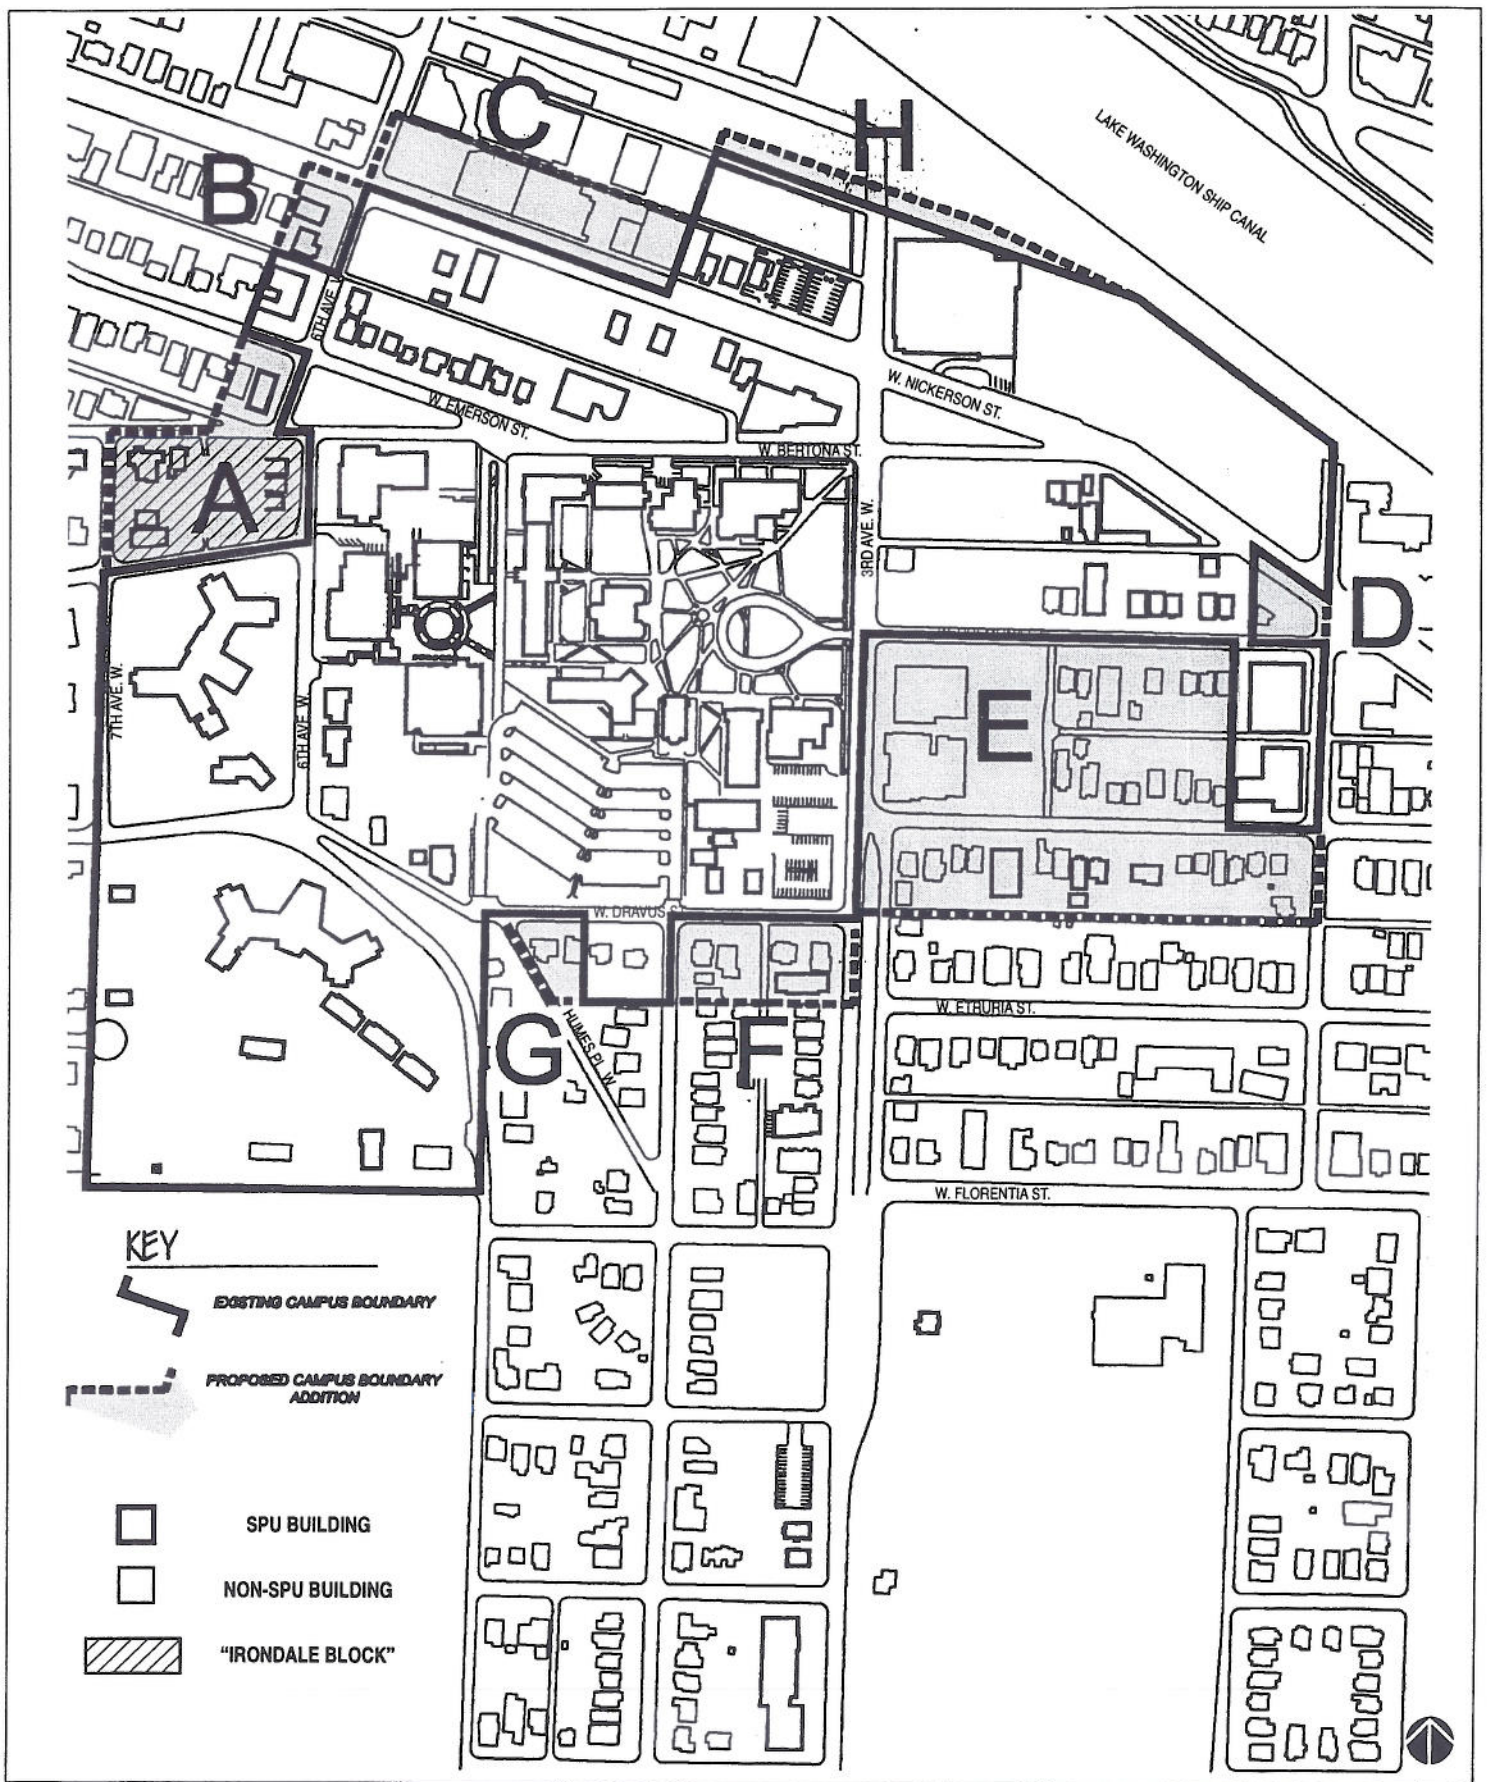 C
H
LAKE WASHINGTON SHIP CANAL
B
6TH AVE. W.
W. NICKERSON ST.
W. EMERSON ST.
W. BERTONA ST.
A
3RD AVE. W.
D
7TH AVE. W.
6TH AVE. W.
E
W. DRAVUS ST.
W. ETRURIA ST.
G
HUMES PL. W.
F
W. FLORENTIA ST.
KEY
EXISTING CAMPUS BOUNDARY
PROPOSED CAMPUS BOUNDARY
ADDITION
SPU BUILDING
NON-SPU BUILDING
"IRONDALE BLOCK"